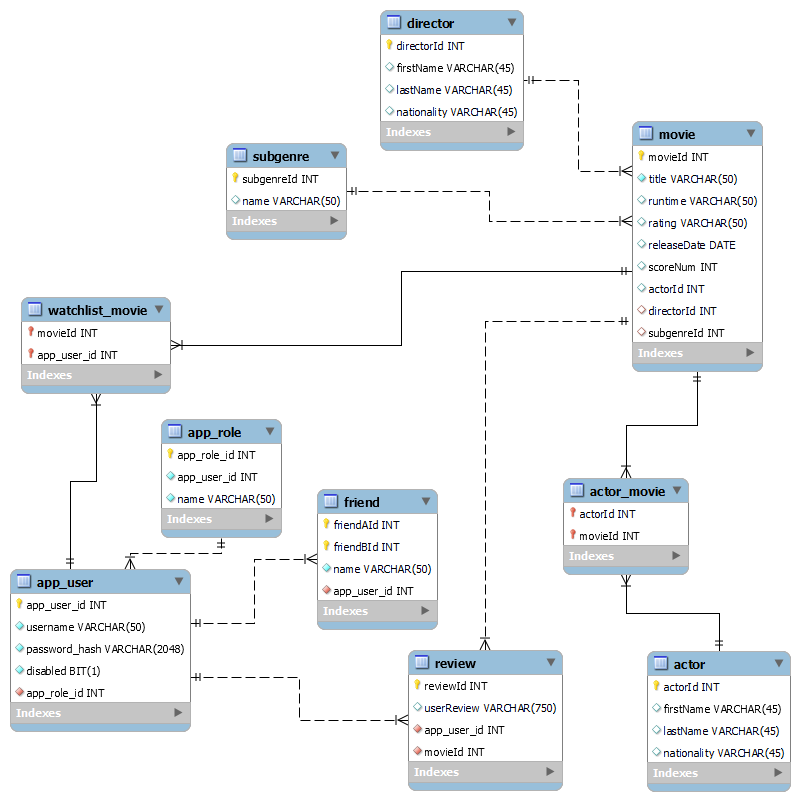 director
directorId INT
firstName VARCHAR(45)
lastName VARCHAR(45)
nationality VARCHAR(45)
Indexes
subgenre
subgenreId INT
name VARCHAR(50)
Indexes
movie
movieId INT
title VARCHAR(50)
runtime VARCHAR(50)
rating VARCHAR(50)
releaseDate DATE
scoreNum INT
actorId INT
directorId INT
subgenreId INT
Indexes
watchlist_movie
movieId INT
app_user_id INT
Indexes
app_role
app_role_id INT
app_user_id INT
name VARCHAR(50)
Indexes
friend
friendAId INT
friendBId INT
name VARCHAR(50)
app_user_id INT
Indexes
actor_movie
actorId INT
movieId INT
Indexes
app_user
app_user_id INT
username VARCHAR(50)
password_hash VARCHAR(2048)
disabled BIT(1)
app_role_id INT
Indexes
review
reviewId INT
userReview VARCHAR(750)
app_user_id INT
movieId INT
Indexes
actor
actorId INT
firstName VARCHAR(45)
lastName VARCHAR(45)
nationality VARCHAR(45)
Indexes